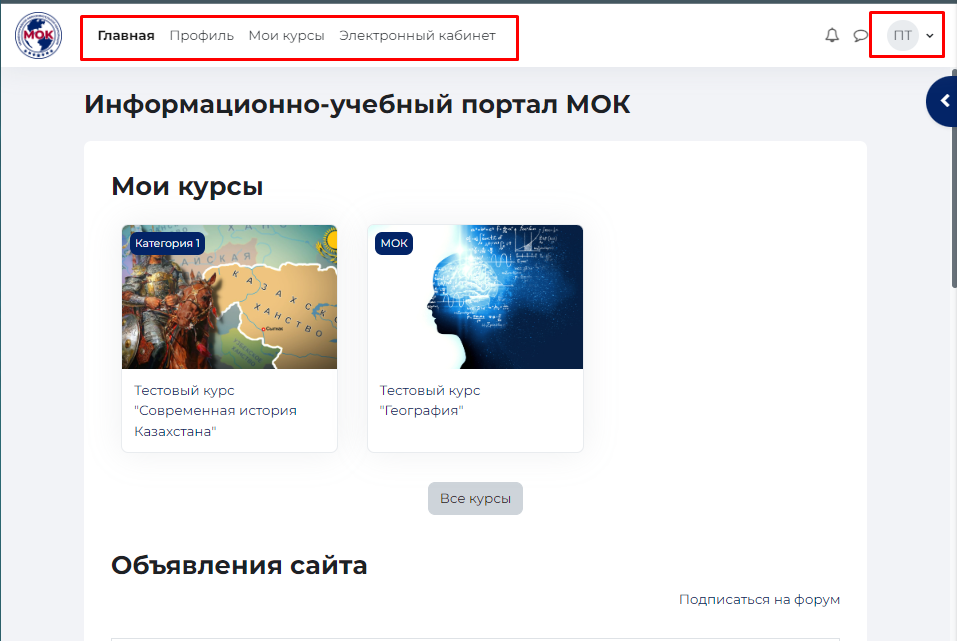 МОК
Главная Профиль Мои курсы Электронный кабинет
ПТ
Информационно-учебный портал МОК
Мои курсы
Категория 1
КАЗАХСКОЕ
ХАНСТВО
Сыгнак
МОК
Тестовый курс
"Современная история
Казахстана"
Тестовый курс
"География"
Все курсы
Объявления сайта
Подписаться на форум